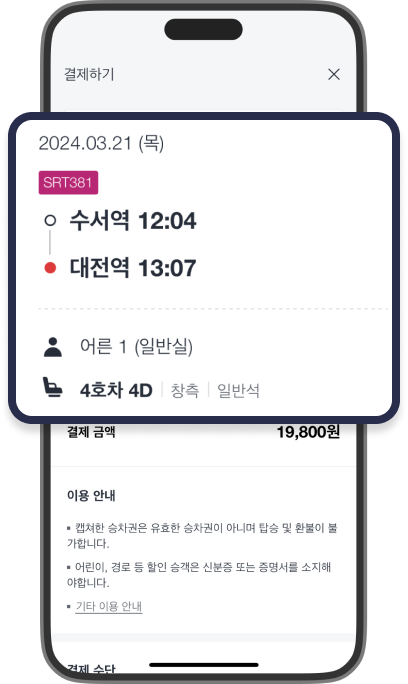 결제하기
2024.03.21 (목)
SRT381
수서역 12:04
대전역 13:07
어른 1 (일반실)
4호차 4D | 창측 | 일반석
결제 금액 19,800원
이용 안내
▪ 캡쳐한 승차권은 유효한 승차권이 아니며 탑승 및 환불이 불
가합니다.
▪ 어린이, 경로 등 할인 승객은 신분증 또는 증명서를 소지해
야합니다.
▪ 기타 이용 안내
결제 수단